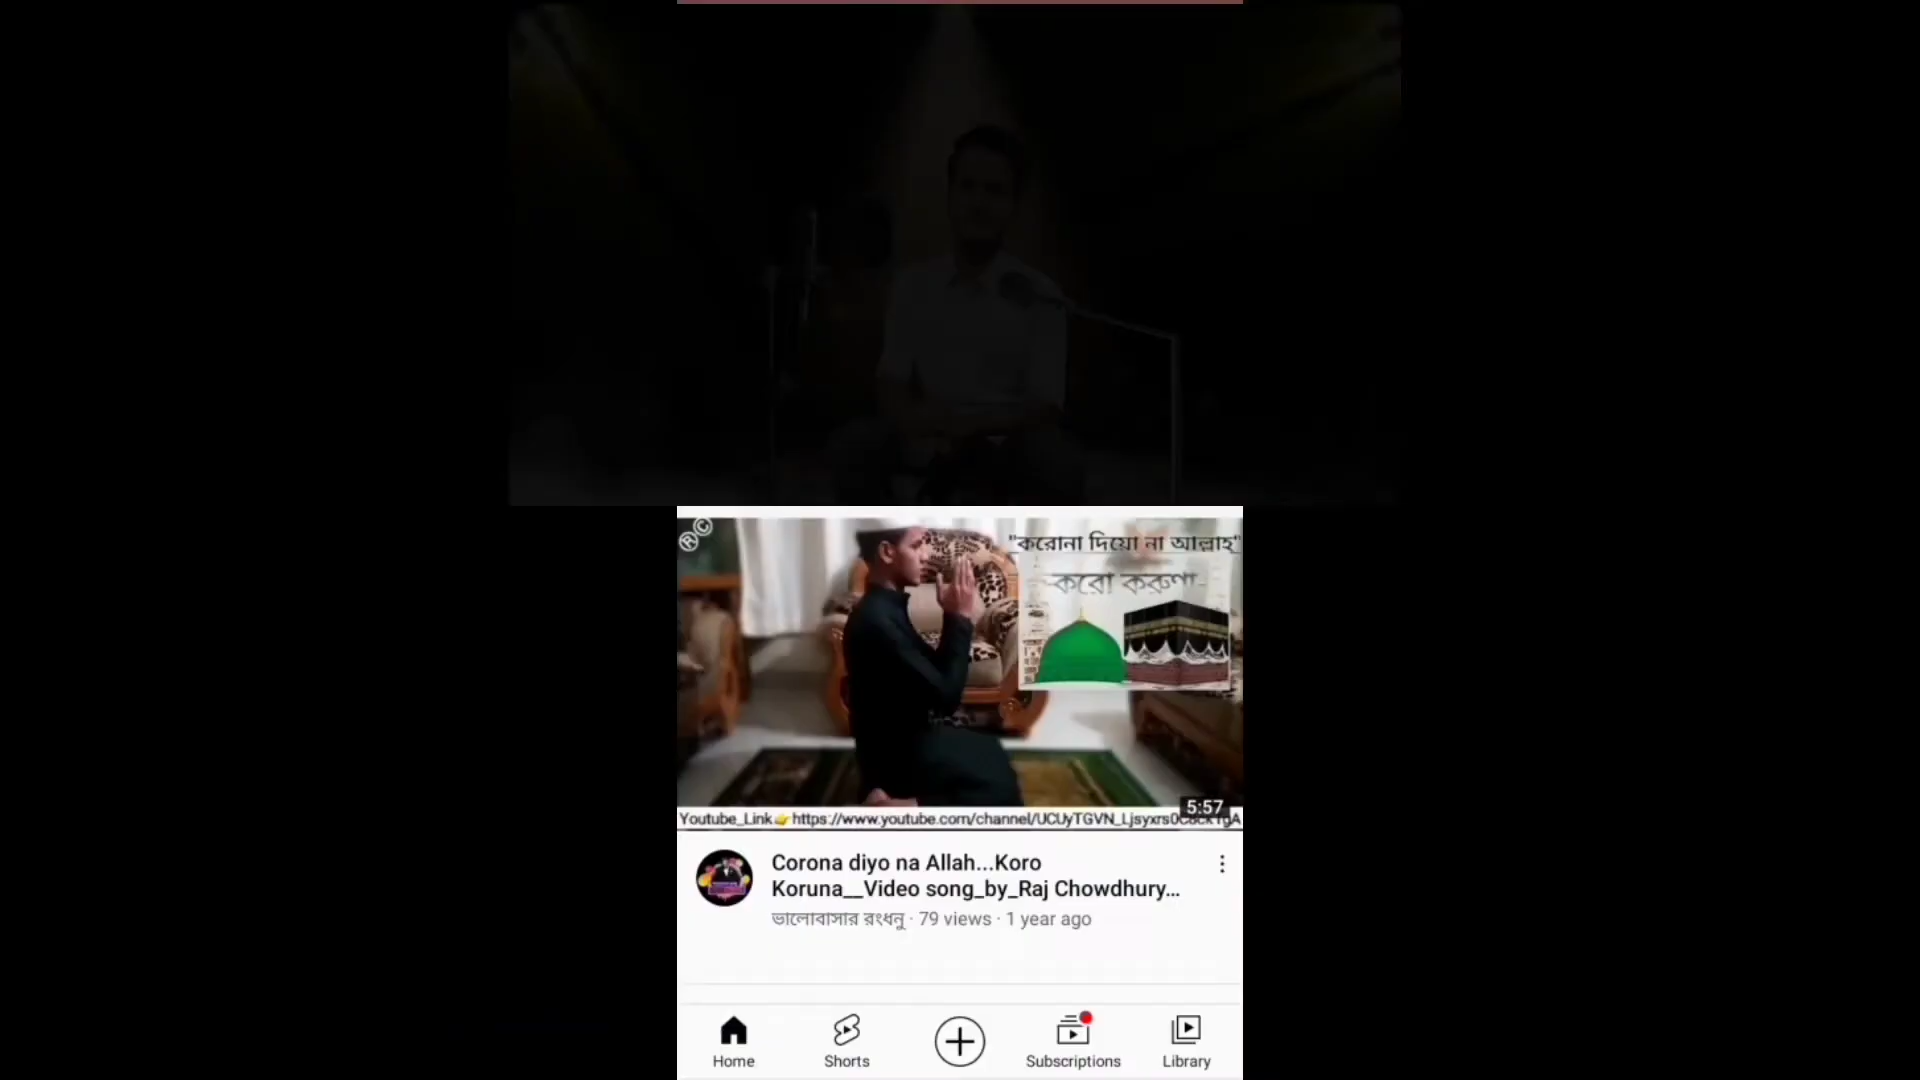 ®©
"করোনা দিয়ো না আল্লাহ"
করো করুণা
5:57
Youtube_Link👉https://www.youtube.com/channel/UCUyTGVN_Ljsyxrs0C8ckTgA
Corona diyo na Allah...Koro
Koruna__Video song_by_Raj Chowdhury...
ভালোবাসার রংধনু · 79 views · 1 year ago
Home
Shorts
Subscriptions
Library